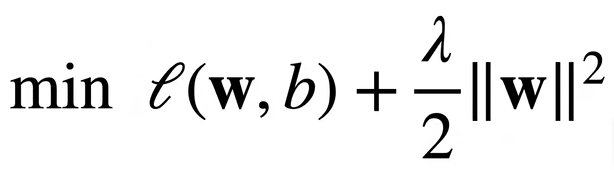 min ℓ(𝐰, b) + λ/2 ‖𝐰‖²